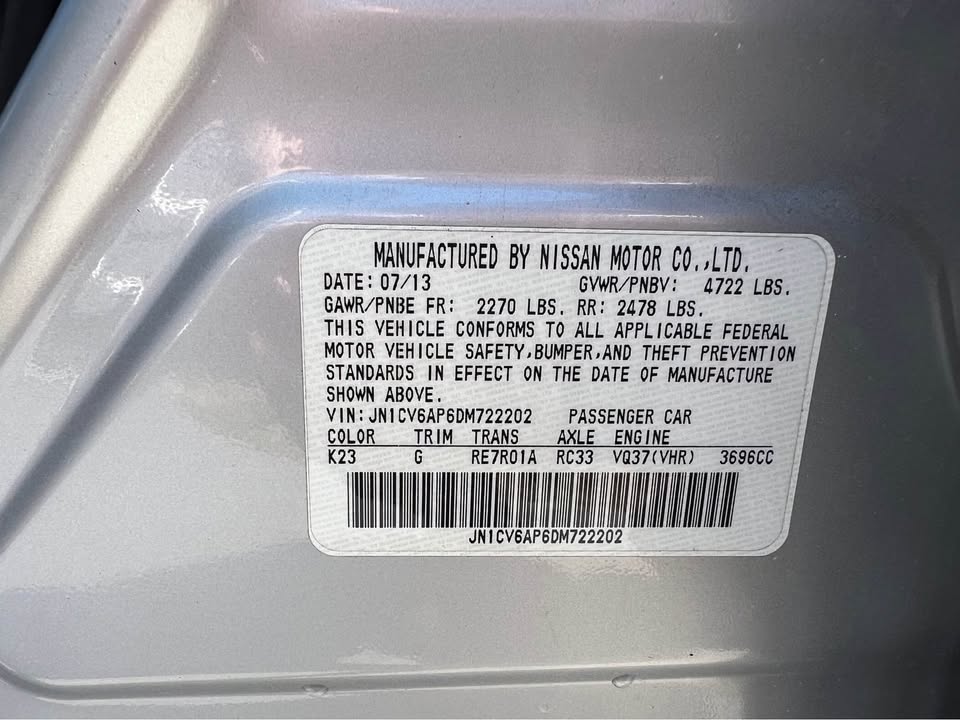 MANUFACTURED BY NISSAN MOTOR CO.,LTD.
DATE: 07/13 GVWR/PNBV: 4722 LBS.
GAWR/PNBE FR: 2270 LBS. RR: 2478 LBS.
THIS VEHICLE CONFORMS TO ALL APPLICABLE FEDERAL
MOTOR VEHICLE SAFETY,BUMPER,AND THEFT PREVENTION
STANDARDS IN EFFECT ON THE DATE OF MANUFACTURE
SHOWN ABOVE.
VIN: JN1CV6AP6DM722202 PASSENGER CAR
COLOR TRIM TRANS AXLE ENGINE
K23 G RE7R01A RC33 VQ37(VHR) 3696CC
JN1CV6AP6DM722202